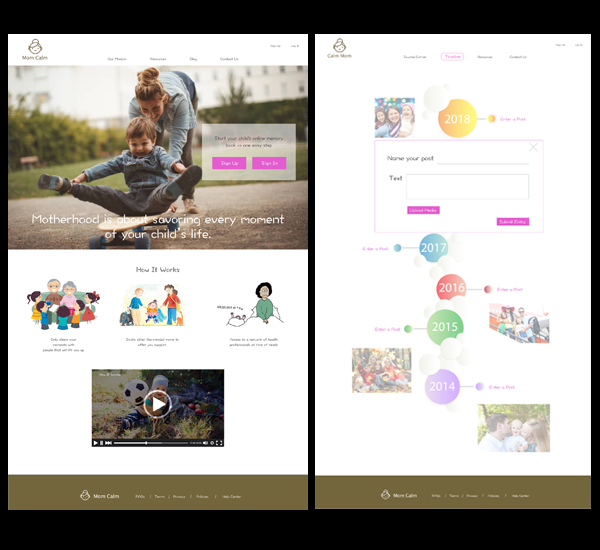 Mom Calm
Sign Up
Log In
Our Mission
Resources
Blog
Contact Us
Start your child's online memory
book in one easy step
Sign Up
Sign In
Motherhood is about savoring every moment
of your child's life.
How It Works
Only share your
moments with
people that will lift you up
Invite other like-minded moms to
offer you support
Access to a network of health
professionals at time of needs
Mom Calm
FAQs / Terms / Privacy / Policies / Help Center
Calm Mom
Sign Up
Log In
Journal Entries
Timeline
Resources
Contact Us
2018
Enter a Post
Name your post
Text
Upload Media
Submit Entry
Enter a Post
2017
2016
Enter a Post
Enter a Post
2015
2014
Enter a Post
Mom Calm
FAQs / Terms / Privacy / Policies / Help Center